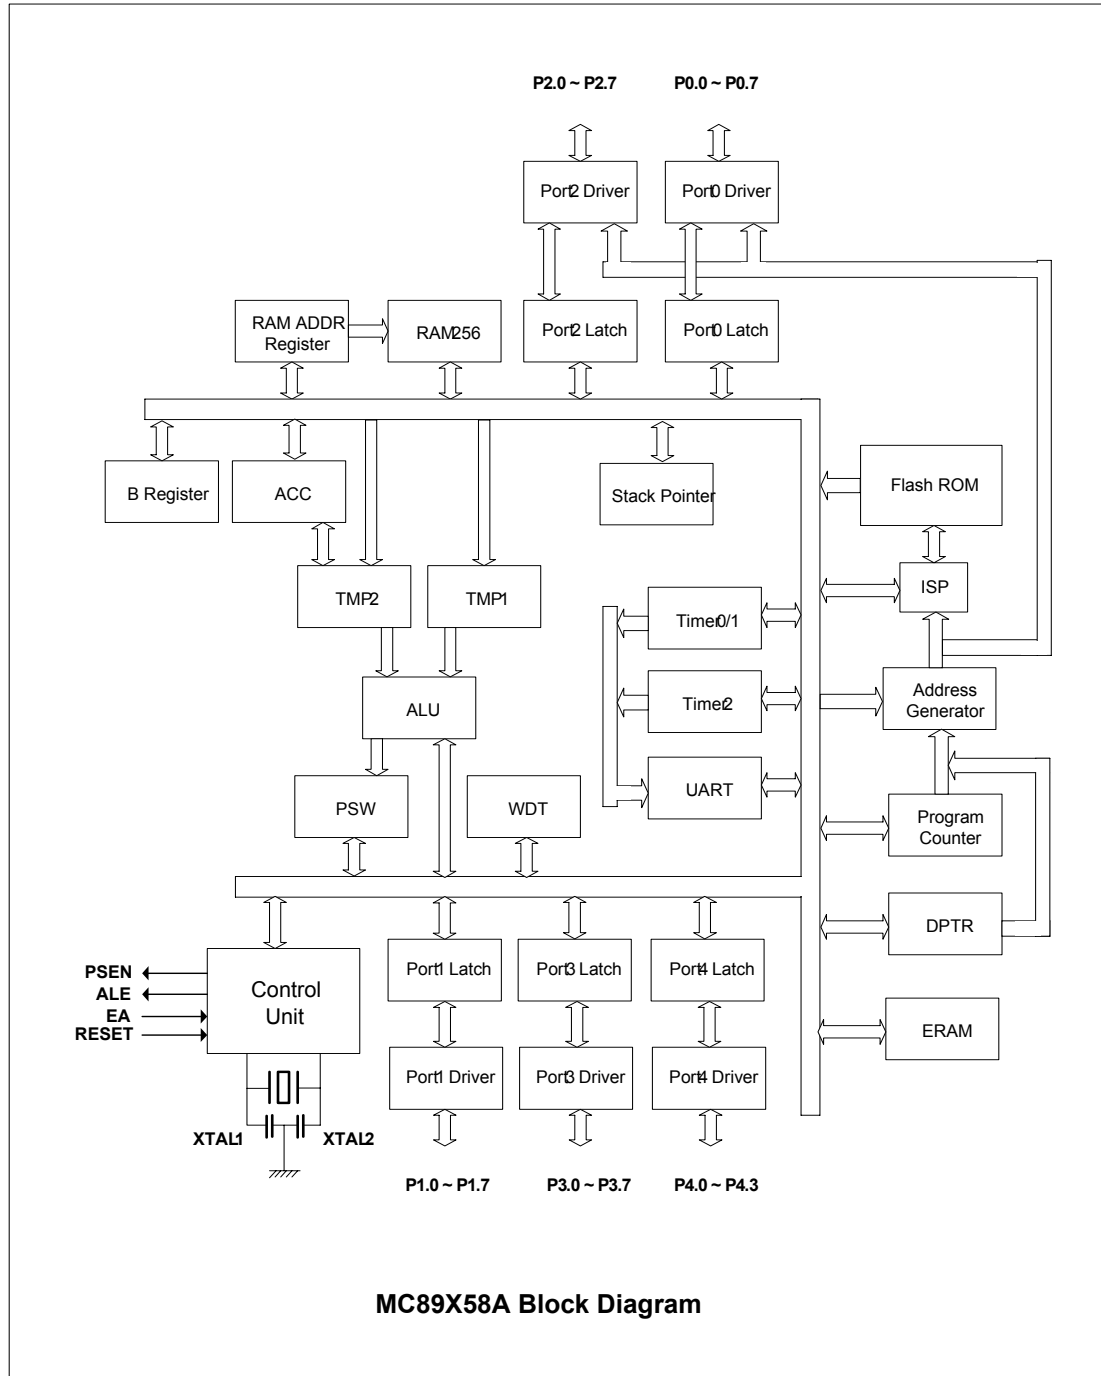 P2.0 ~ P2.7
P0.0 ~ P0.7
Port2 Driver
Port0 Driver
RAM ADDR
Register
RAM256
Port2 Latch
Port0 Latch
B Register
ACC
Stack Pointer
Flash ROM
TMP2
TMP1
ISP
Timer0/1
Timer2
Address
Generator
ALU
UART
PSW
WDT
Program
Counter
DPTR
PSEN
ALE
EA
RESET
Control
Unit
Port1 Latch
Port3 Latch
Port4 Latch
ERAM
Port1 Driver
Port3 Driver
Port4 Driver
XTAL1
XTAL2
P1.0 ~ P1.7
P3.0 ~ P3.7
P4.0 ~ P4.3
MC89X58A Block Diagram